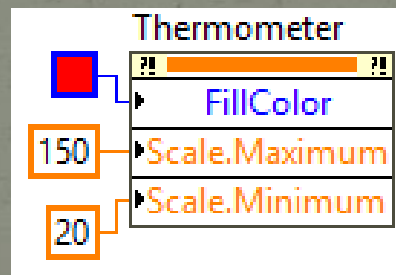 Thermometer
?! ?!
FillColor
150 Scale.Maximum
20 Scale.Minimum